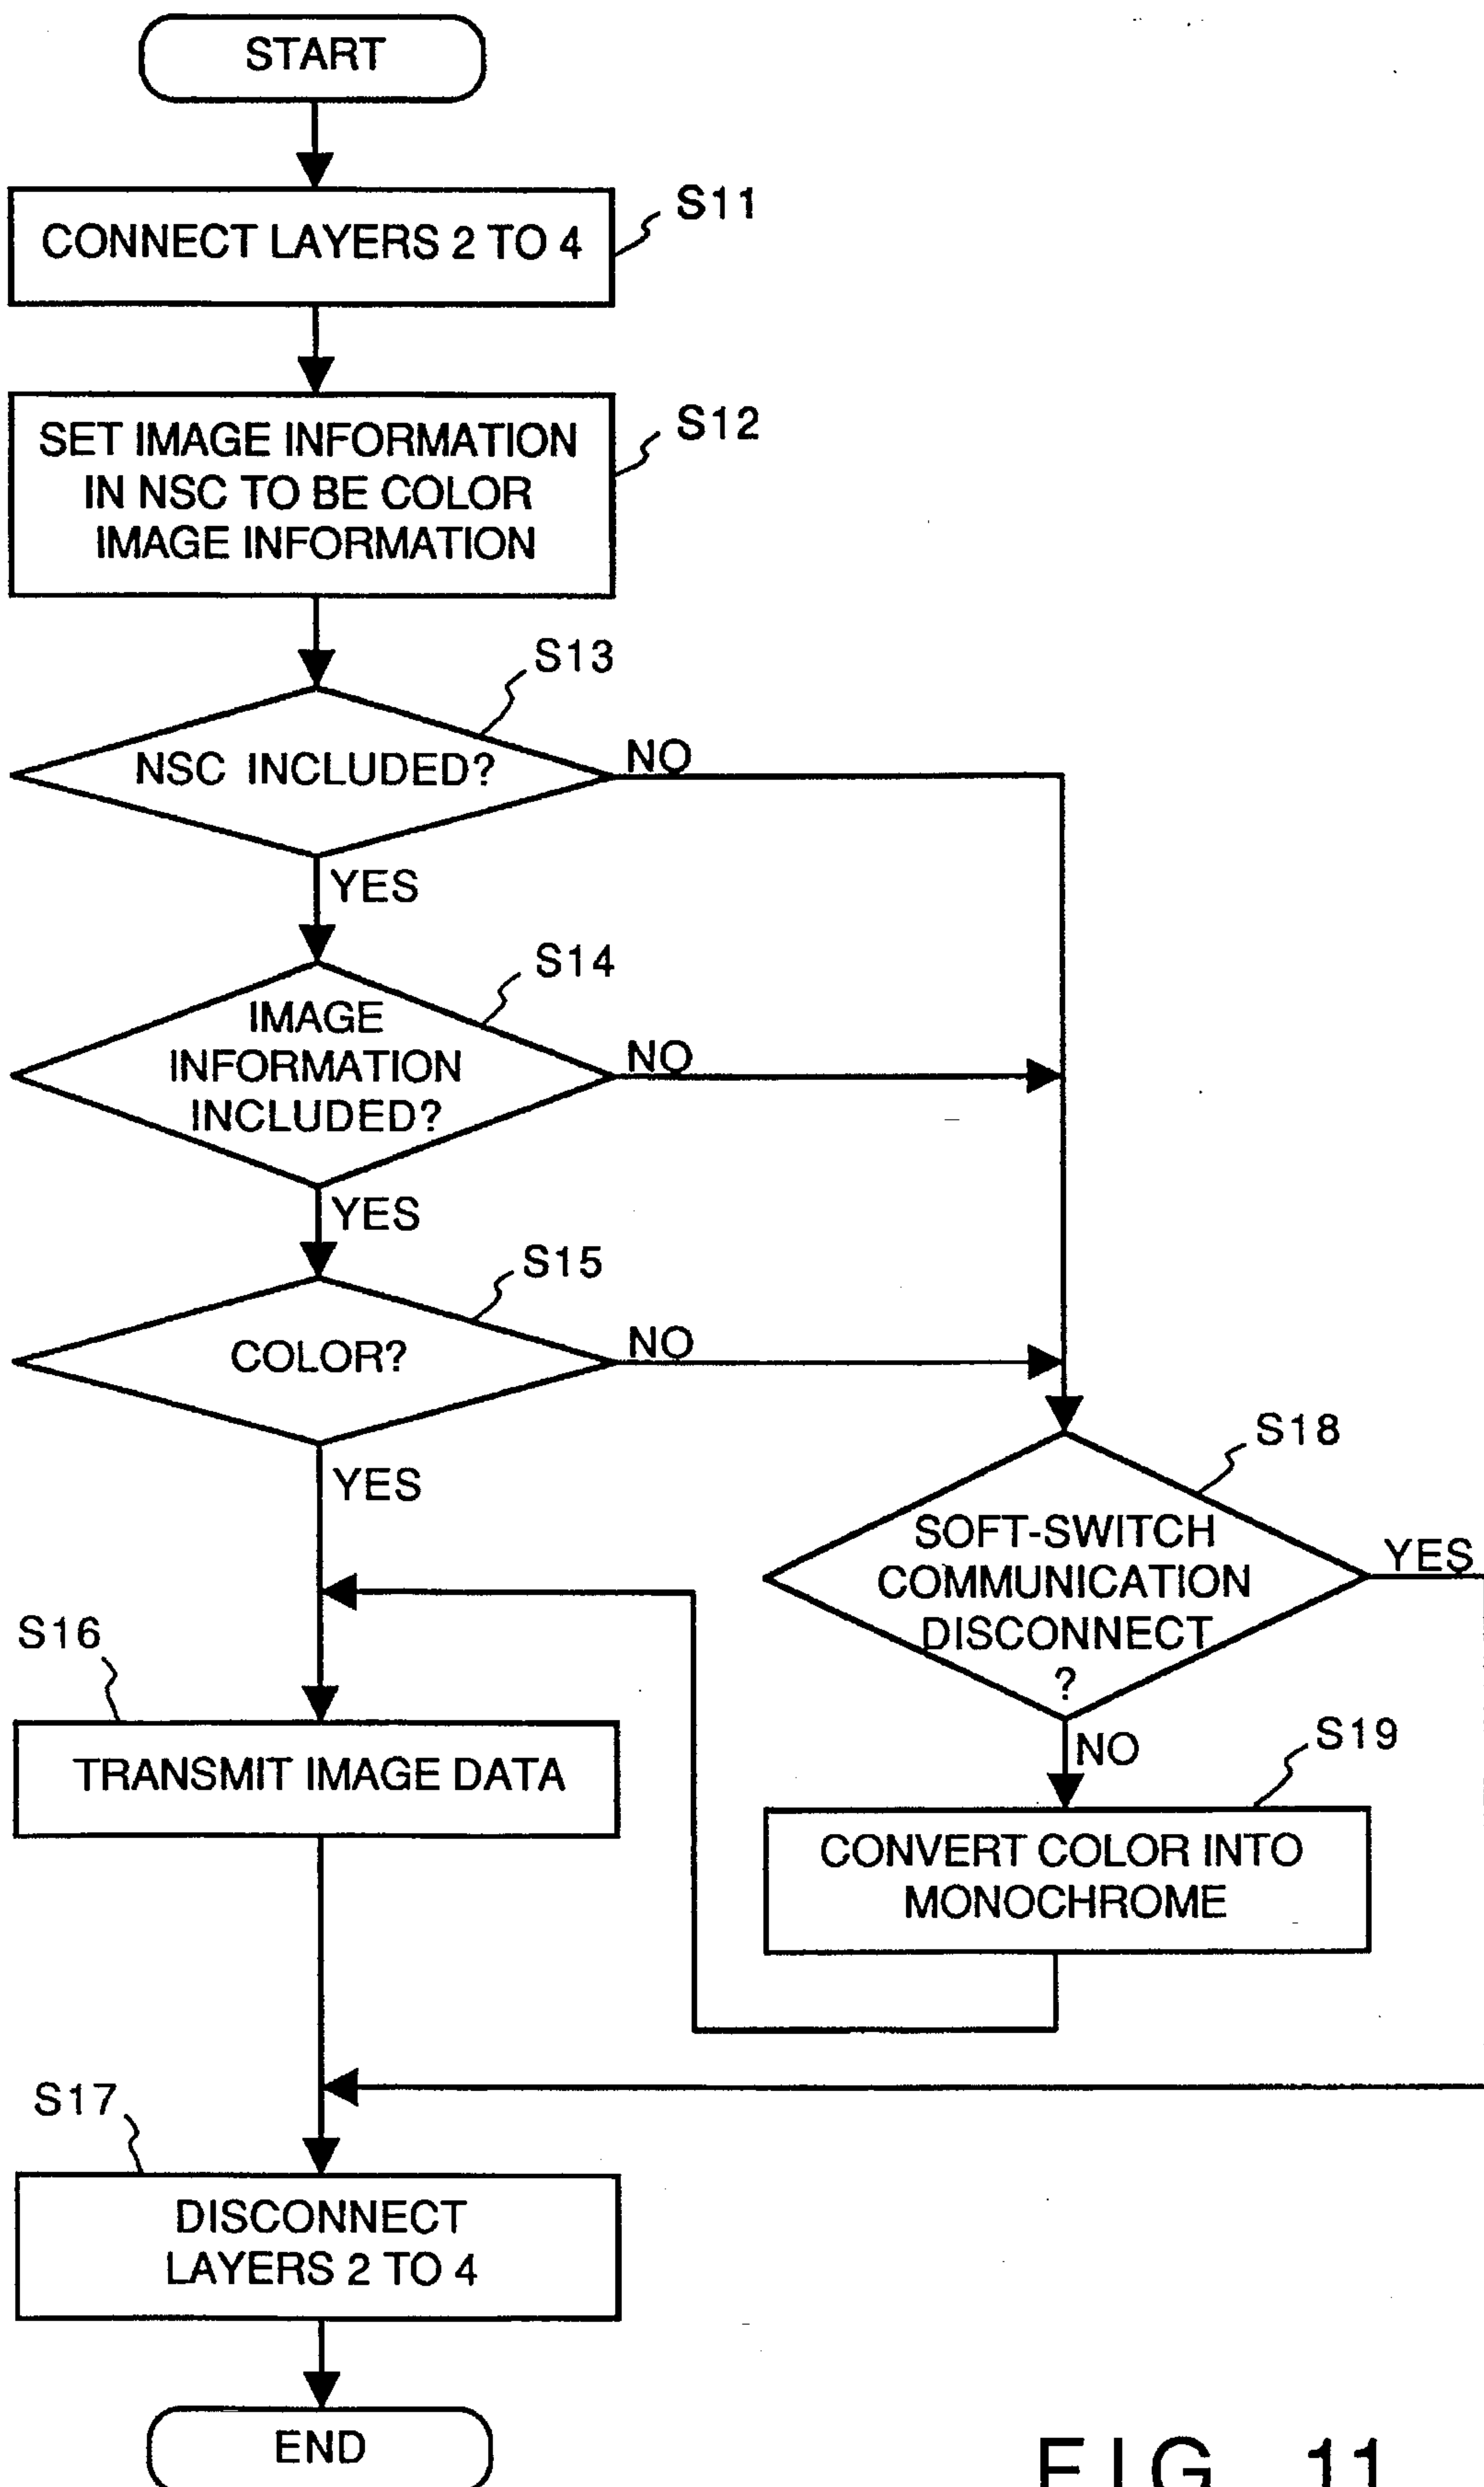 START
S11
CONNECT LAYERS 2 TO 4
S12
SET IMAGE INFORMATION
IN NSC TO BE COLOR
IMAGE INFORMATION
S13
NSC INCLUDED?
NO
YES
S14
IMAGE
INFORMATION
INCLUDED?
NO
YES
S15
COLOR?
NO
YES
S18
SOFT-SWITCH
COMMUNICATION
DISCONNECT
?
YES
NO
S16
TRANSMIT IMAGE DATA
S19
CONVERT COLOR INTO
MONOCHROME
S17
DISCONNECT
LAYERS 2 TO 4
END
FIG. 11